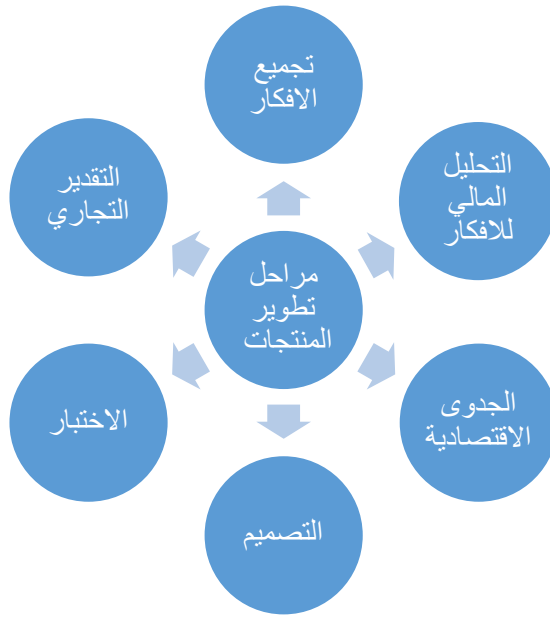 تجميع
الافكار
التحليل
المالي
للافكار
الجدوى
الاقتصادية
التصميم
الاختبار
التقدير
التجاري
مراحل
تطوير
المنتجات